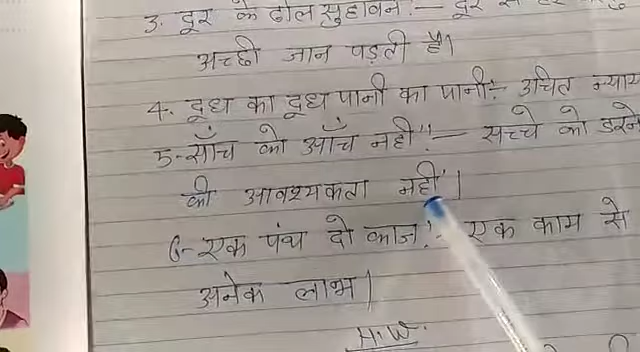 3. दूर के ढोल सुहावन :- दूर से
अच्छी जान पड़ती है।
4. दूध का दूध पानी का पानी:- उचित न्याय
5-साँच को आँच नहीं":- सच्चे को डरने
की आवश्यकता नहीं"।
6-एक पंथ दो काज:- एक काम से
अनेक लाभ।
H.W.